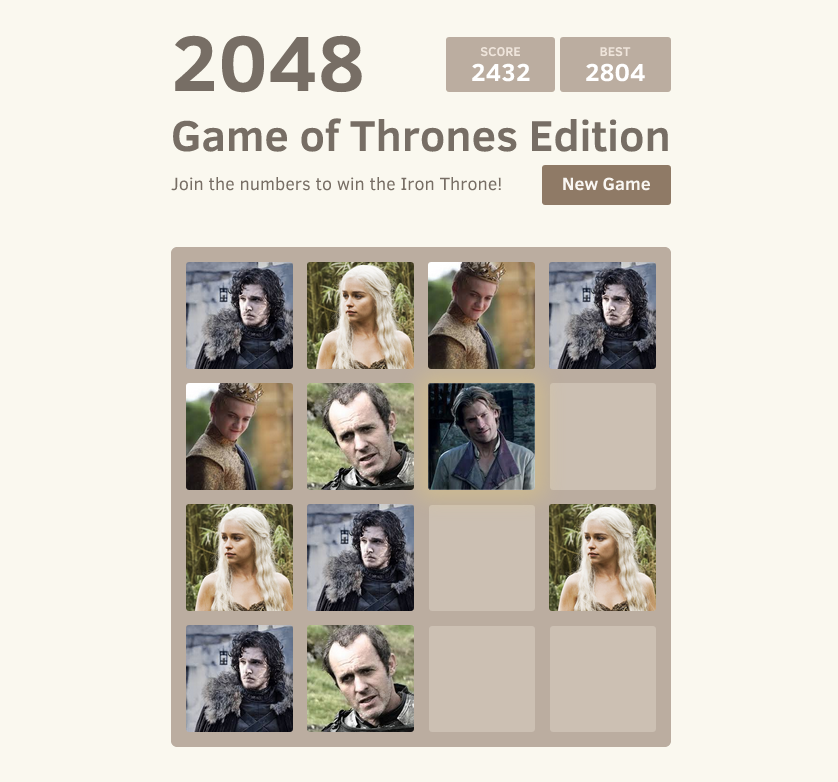 2048
SCORE
2432
BEST
2804
Game of Thrones Edition
Join the numbers to win the Iron Throne!
New Game